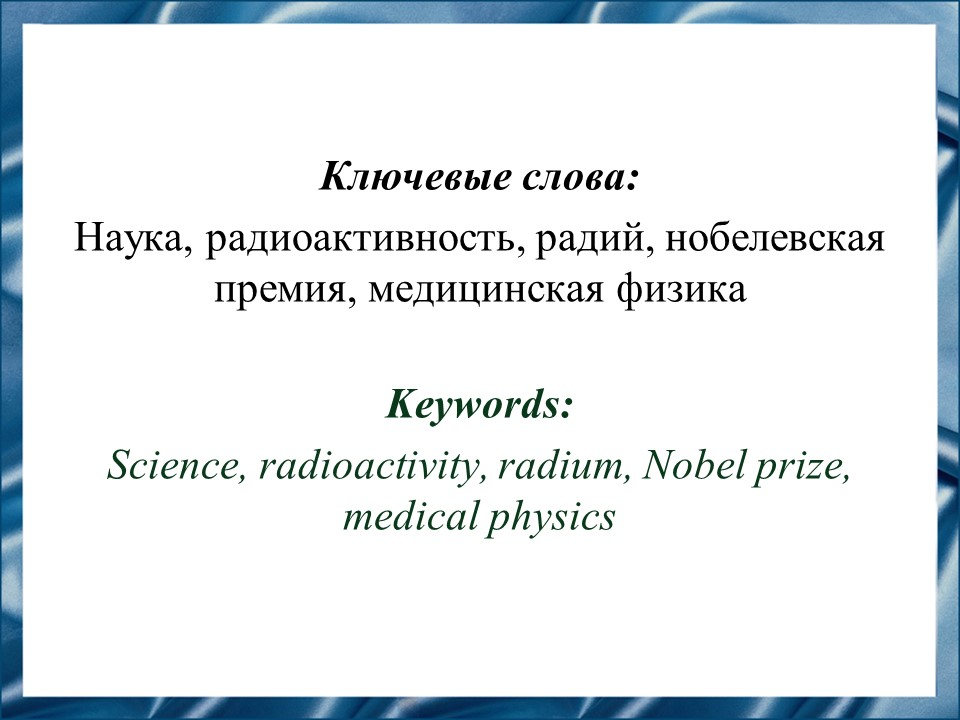 Ключевые слова:
Наука, радиоактивность, радий, нобелевская
премия, медицинская физика
Keywords:
Science, radioactivity, radium, Nobel prize,
medical physics